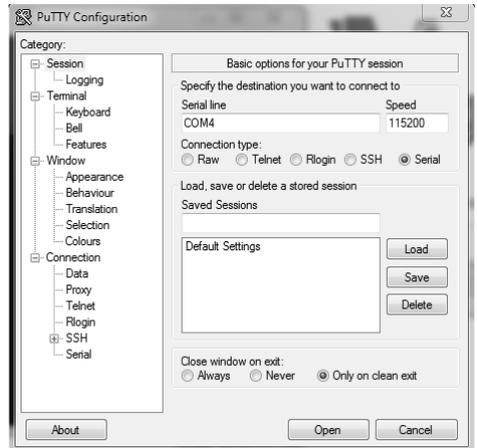 PuTTY Configuration
Category:
Session
Logging
Terminal
Keyboard
Bell
Features
Window
Appearance
Behaviour
Translation
Selection
Colours
Connection
Data
Proxy
Telnet
Rlogin
SSH
Serial
Basic options for your PuTTY session
Specify the destination you want to connect to
Serial line Speed
COM4 115200
Connection type:
Raw Telnet Rlogin SSH Serial
Load, save or delete a stored session
Saved Sessions
Default Settings
Load
Save
Delete
Close window on exit:
Always Never Only on clean exit
About Open Cancel